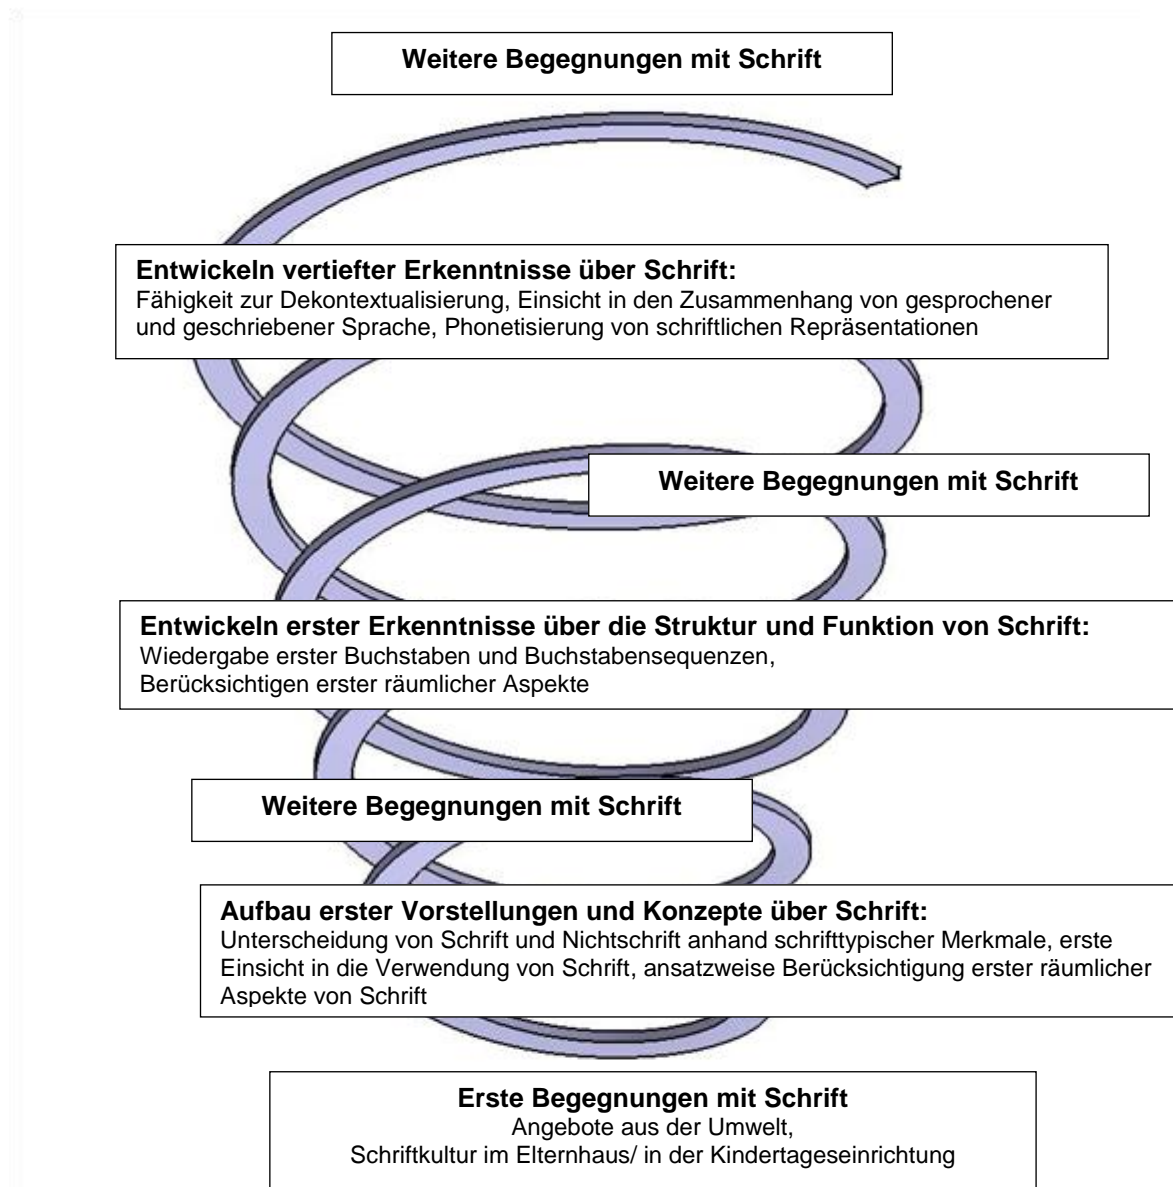 Weitere Begegnungen mit Schrift
Entwickeln vertiefter Erkenntnisse über Schrift:
Fähigkeit zur Dekontextualisierung, Einsicht in den Zusammenhang von gesprochener
und geschriebener Sprache, Phonetisierung von schriftlichen Repräsentationen
Weitere Begegnungen mit Schrift
Entwickeln erster Erkenntnisse über die Struktur und Funktion von Schrift:
Wiedergabe erster Buchstaben und Buchstabensequenzen,
Berücksichtigen erster räumlicher Aspekte
Weitere Begegnungen mit Schrift
Aufbau erster Vorstellungen und Konzepte über Schrift:
Unterscheidung von Schrift und Nichtschrift anhand schrifttypischer Merkmale, erste
Einsicht in die Verwendung von Schrift, ansatzweise Berücksichtigung erster räumlicher
Aspekte von Schrift
Erste Begegnungen mit Schrift
Angebote aus der Umwelt,
Schriftkultur im Elternhaus/ in der Kindertageseinrichtung